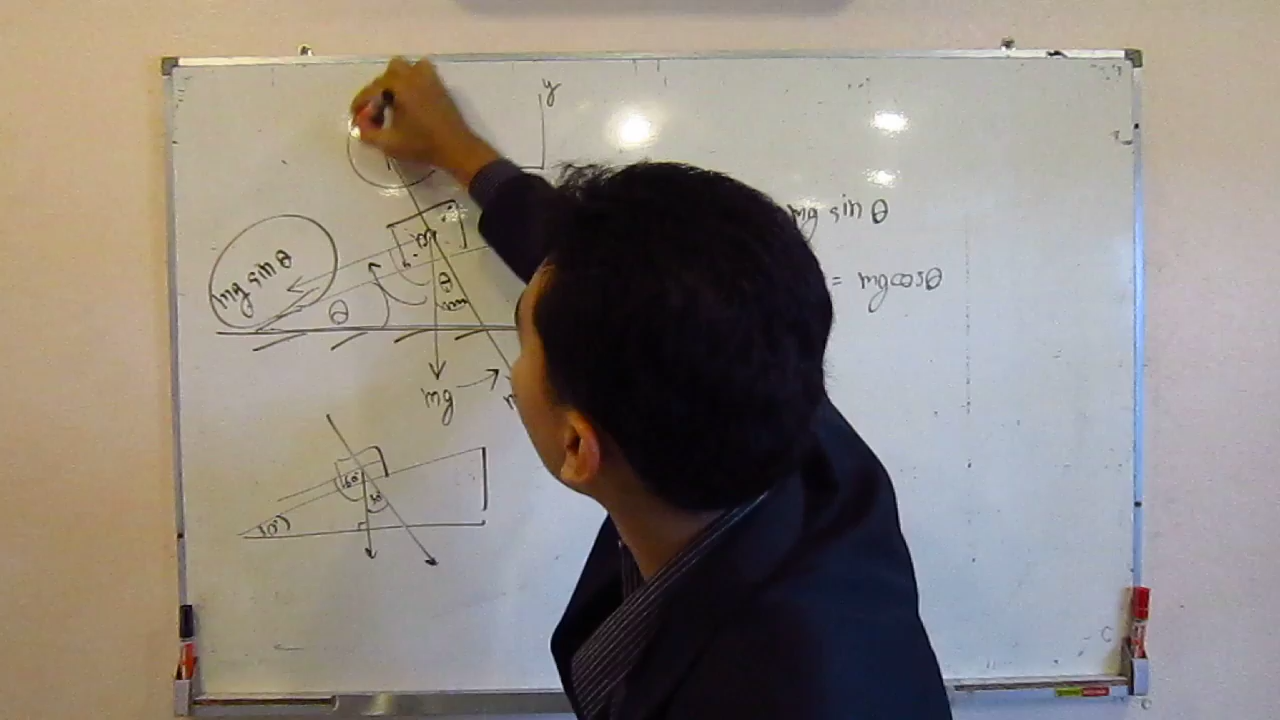 y
mg sin θ
mg sin θ
= mg cos θ
θ
θ
mg